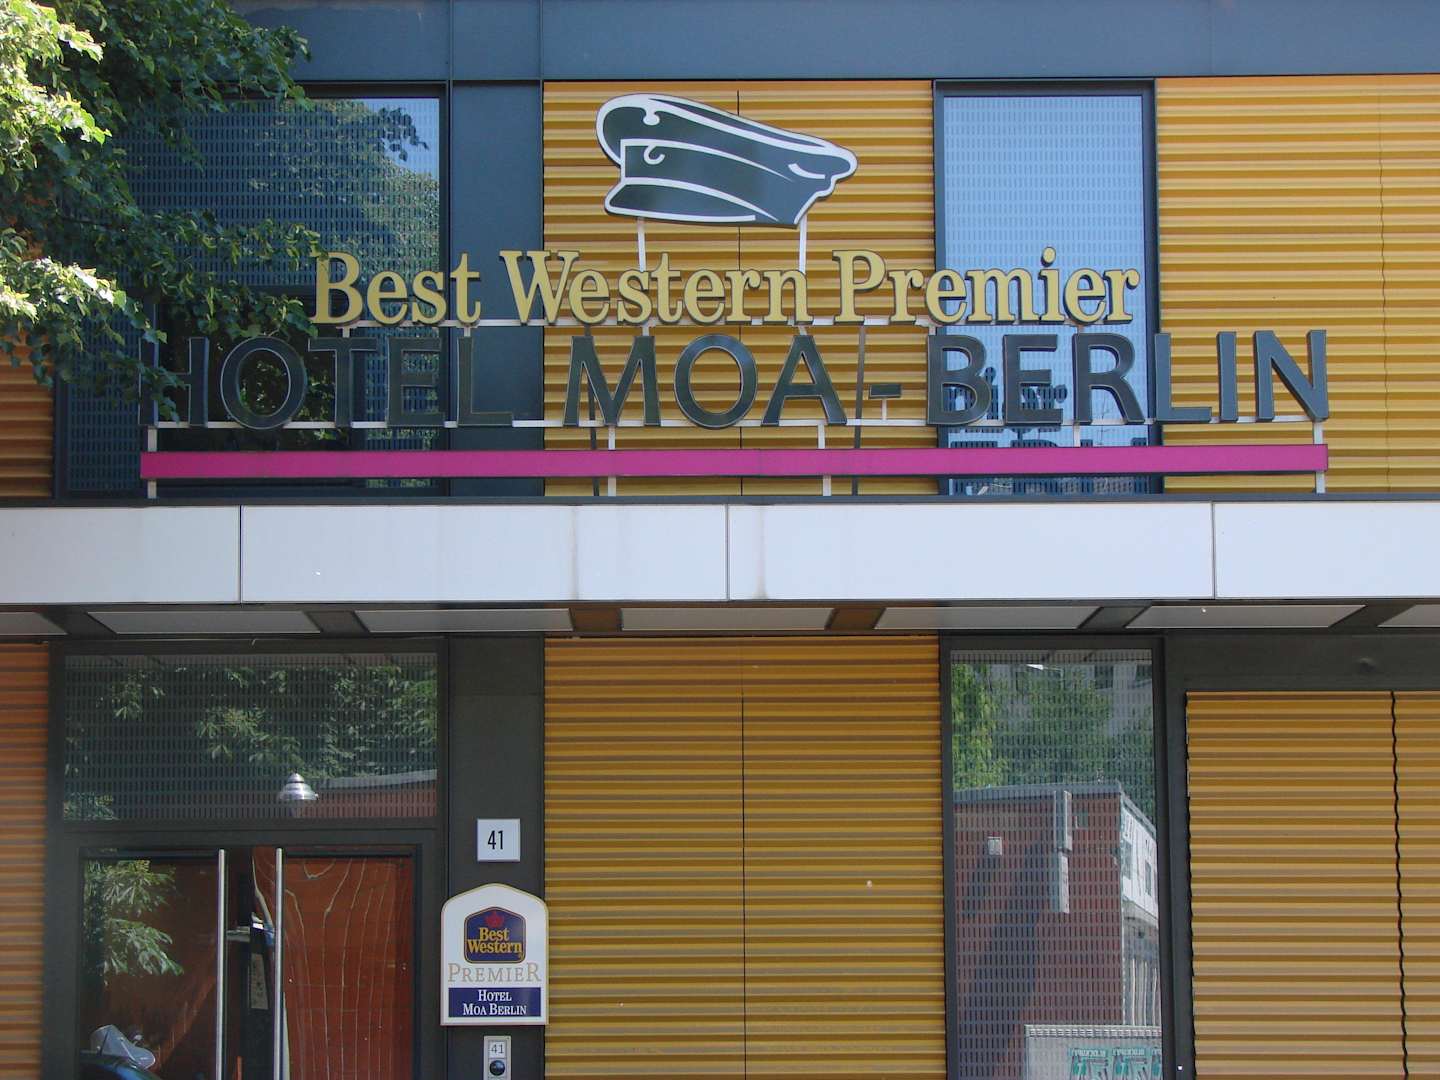 Best Western Premier
HOTEL MOA-BERLIN
41
Best
Western
PREMIER
HOTEL
MOA BERLIN
41